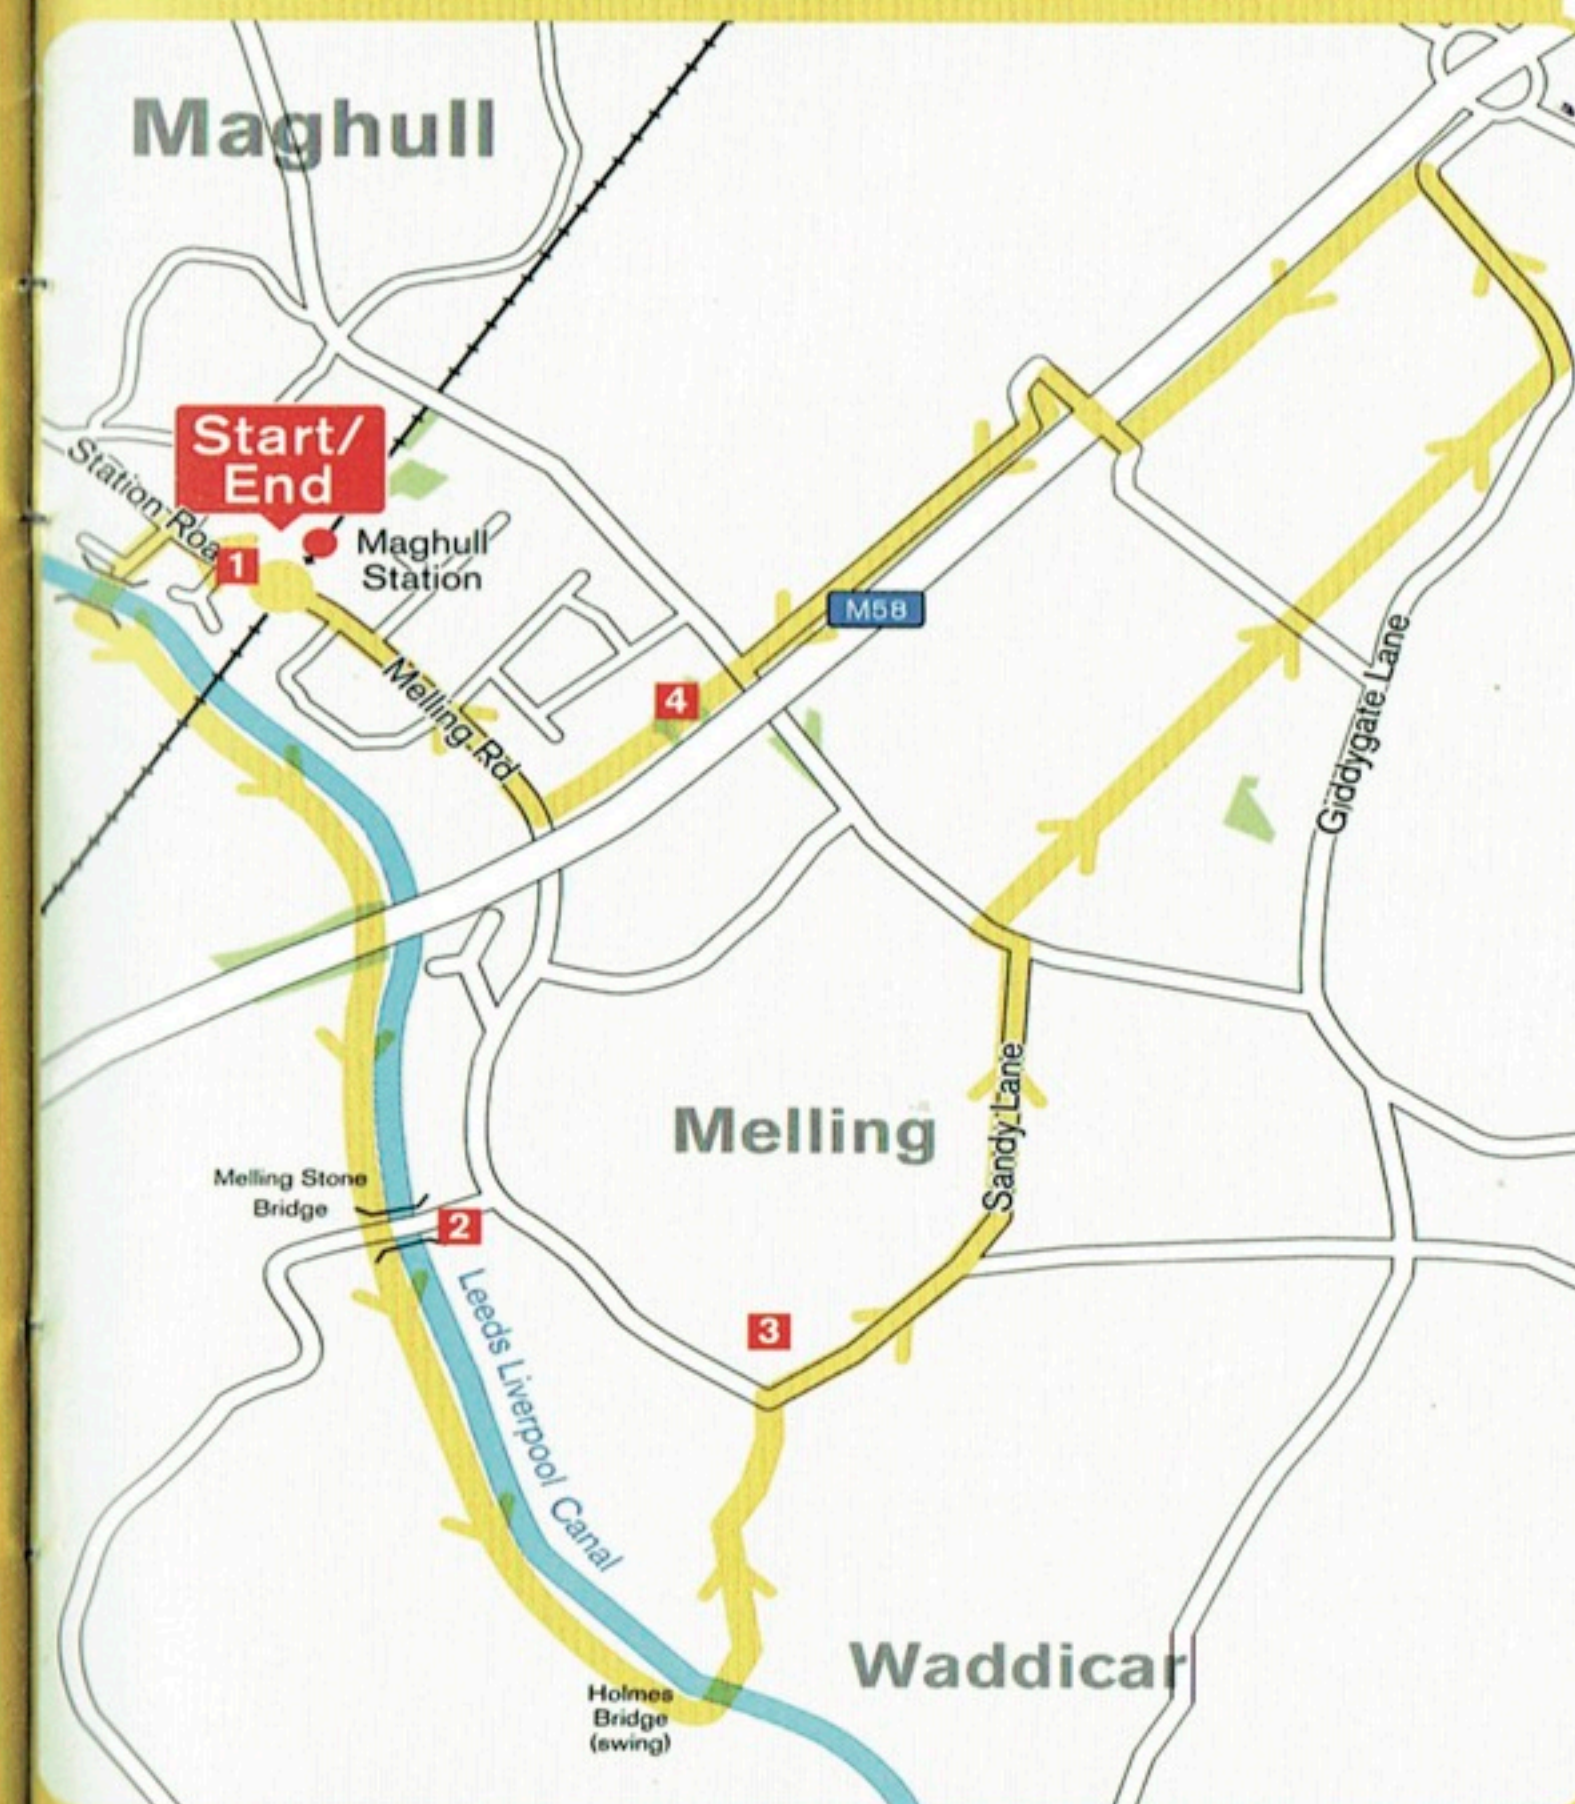 Maghull
Start/
End
Station Roa
1
Maghull
Station
M58
Melling Rd
4
Giddygate Lane
Melling
Sandy Lane
Melling Stone
Bridge
2
Leeds Liverpool Canal
3
Waddicar
Holmes
Bridge
(swing)